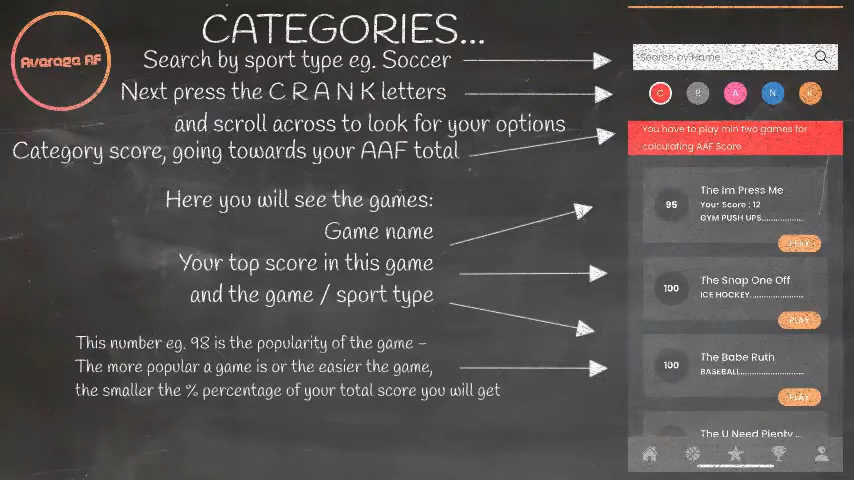 CATEGORIES...
Average AF
Search by sport type eg. Soccer
Next press the C R A N K letters
and scroll across to look for your options
Category score, going towards your AAF total
Here you will see the games:
Game name
Your top score in this game
and the game / sport type
This number eg. 98 is the popularity of the game -
The more popular a game is or the easier the game,
the smaller the % percentage of your total score you will get
Search by Name
C R A N K
You have to play min two games for
calculating AAF Score
95
The Im Press Me
Your Score : 12
GYM PUSH UPS..................
PLAY
100
The Snap One Off
ICE HOCKEY.......................
PLAY
100
The Babe Ruth
BASEBALL.........................
PLAY
The U Need Plenty ...